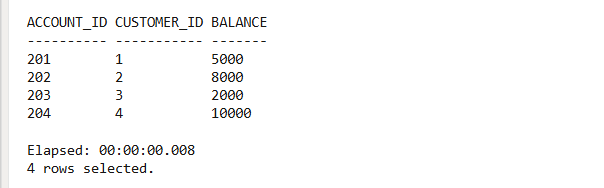 ACCOUNT_ID CUSTOMER_ID BALANCE
---------- ----------- -------
201        1           5000
202        2           8000
203        3           2000
204        4           10000
Elapsed: 00:00:00.008
4 rows selected.